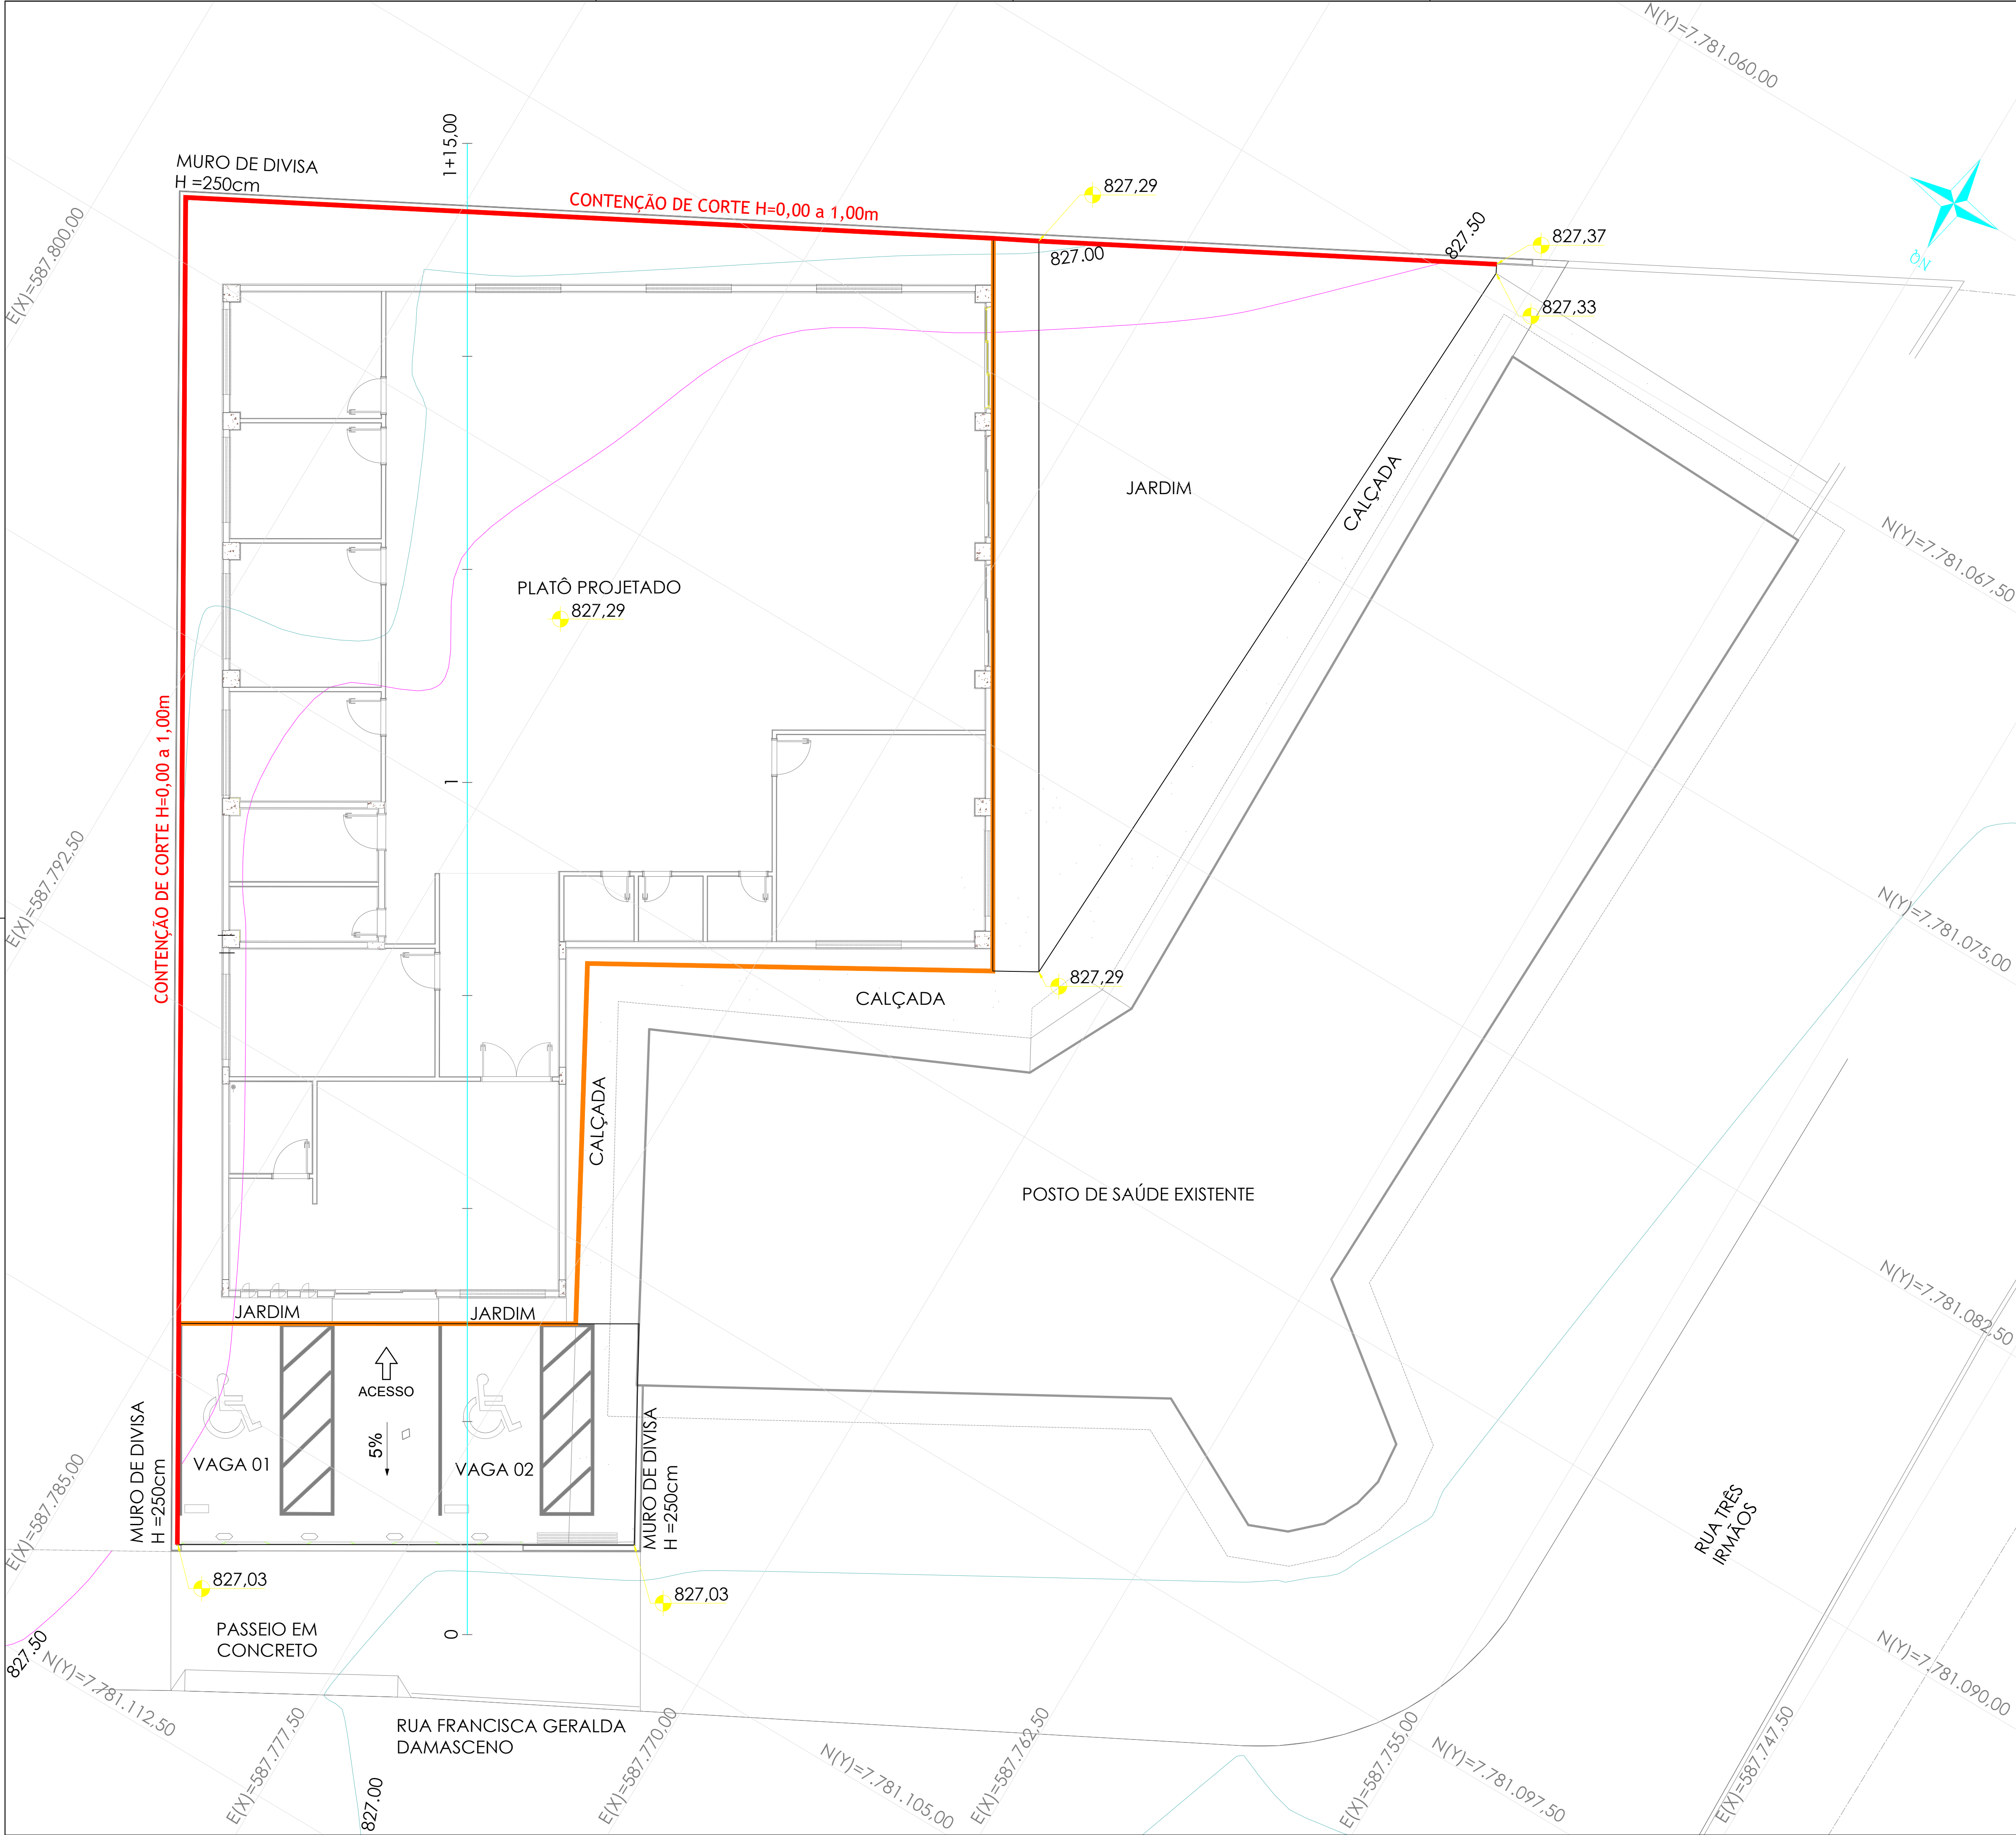 N(Y)=7.781.060,00
1+15,00
MURO DE DIVISA
H =250cm
CONTENÇÃO DE CORTE H=0,00 a 1,00m
827,29
827.00
827.50
827,37
827,33
NQ
E(X)=587.800,00
JARDIM
CALÇADA
N(Y)=7.781.067,50
PLATÔ PROJETADO
827,29
CONTENÇÃO DE CORTE H=0,00 a 1,00m
1
E(X)=587.792,50
N(Y)=7.781.075,00
827,29
CALÇADA
CALÇADA
POSTO DE SAÚDE EXISTENTE
N(Y)=7.781.082,50
JARDIM
JARDIM
ACESSO
5%
VAGA 01
VAGA 02
MURO DE DIVISA
H =250cm
MURO DE DIVISA
H =250cm
E(X)=587.785,00
RUA TRÊS
IRMÃOS
827,03
827,03
PASSEIO EM
CONCRETO
0
827.50
N(Y)=7.781.112,50
N(Y)=7.781.090,00
RUA FRANCISCA GERALDA
DAMASCENO
E(X)=587.777,50
827.00
E(X)=587.770,00
N(Y)=7.781.105,00
E(X)=587.762,50
E(X)=587.755,00
N(Y)=7.781.097,50
E(X)=587.747,50